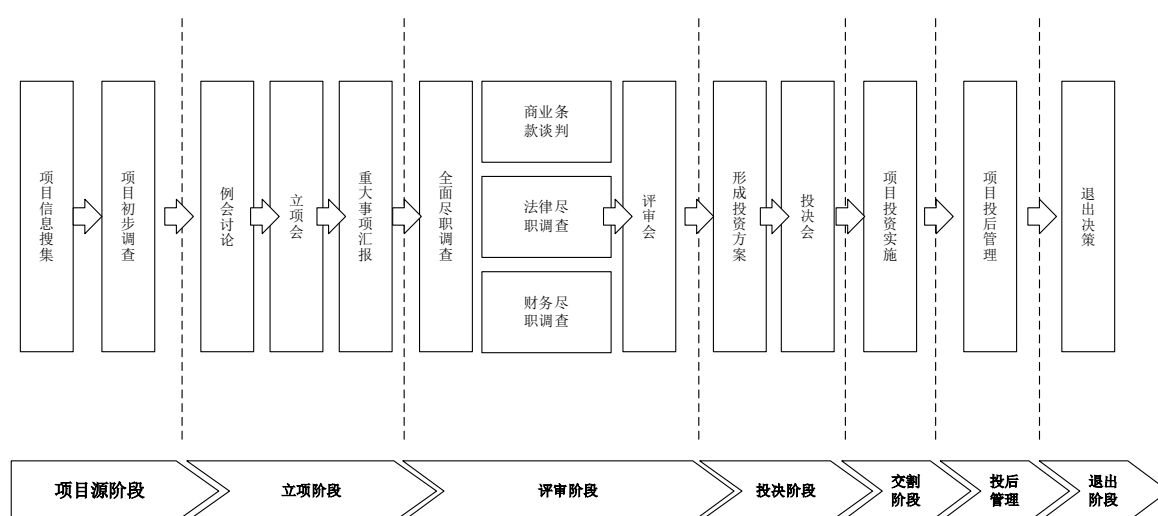 项目信息搜集
项目初步调查
例会讨论
立项会
重大事项汇报
全面尽职调查
商业条
款谈判
法律尽
职调查
财务尽
职调查
评审会
形成投资方案
投决会
项目投资实施
项目投后管理
退出决策
项目源阶段
立项阶段
评审阶段
投决阶段
交割
阶段
投后
管理
退出
阶段